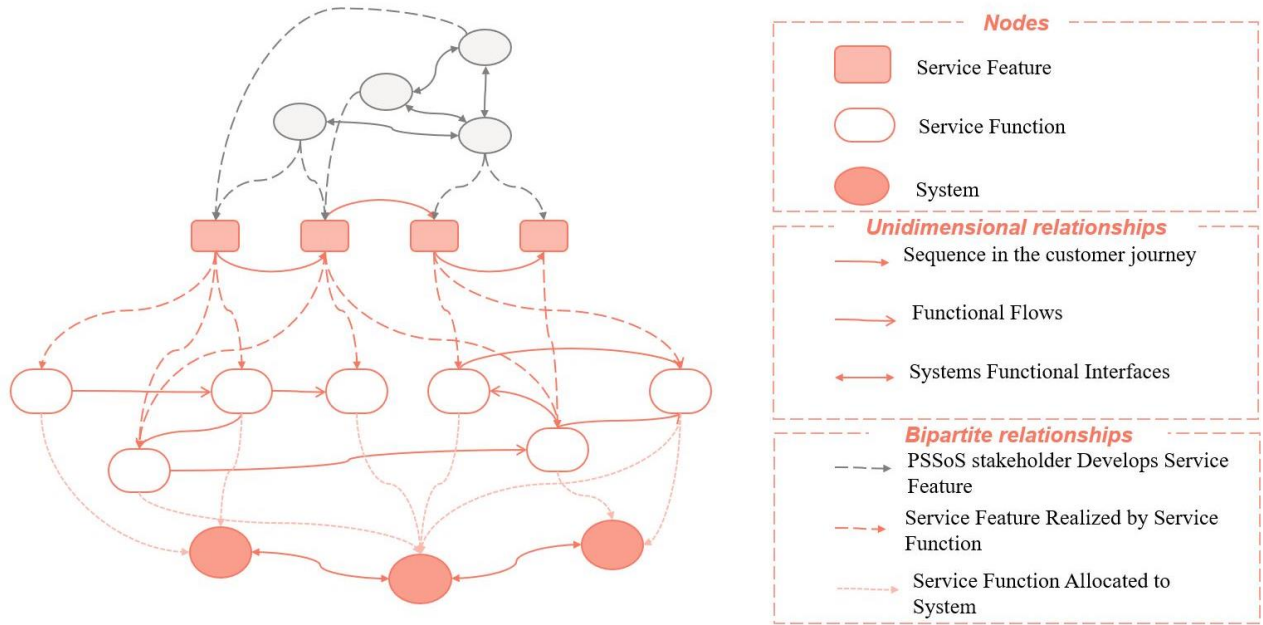 Nodes
Service Feature
Service Function
System
Unidimensional relationships
Sequence in the customer journey
Functional Flows
Systems Functional Interfaces
Bipartite relationships
PSSoS stakeholder Develops Service
Feature
Service Feature Realized by Service
Function
Service Function Allocated to
System